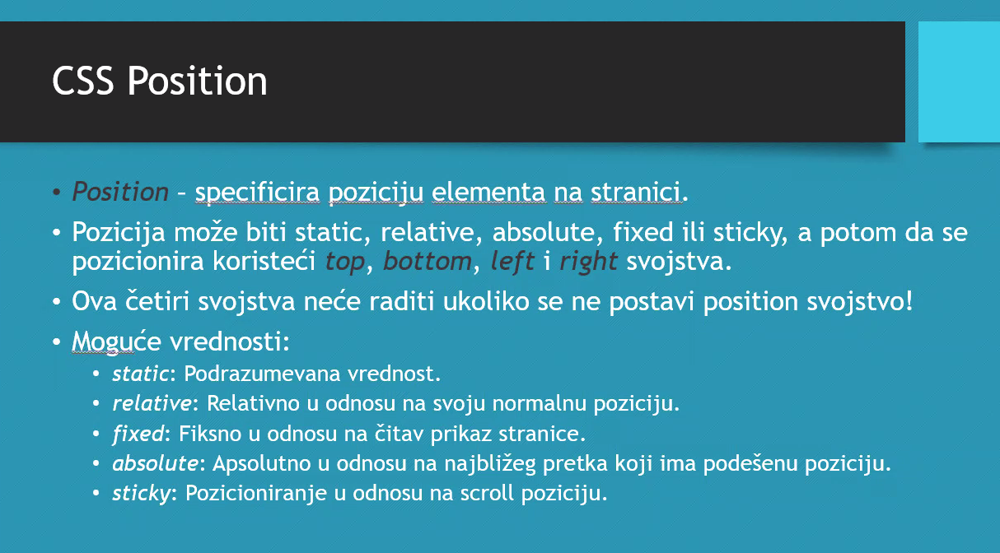 CSS Position
• Position – specificira poziciju elementa na stranici.
• Pozicija može biti static, relative, absolute, fixed ili sticky, a potom da se
pozicionira koristeći top, bottom, left i right svojstva.
• Ova četiri svojstva neće raditi ukoliko se ne postavi position svojstvo!
• Moguće vrednosti:
• static: Podrazumevana vrednost.
• relative: Relativno u odnosu na svoju normalnu poziciju.
• fixed: Fiksno u odnosu na čitav prikaz stranice.
• absolute: Apsolutno u odnosu na najbližeg pretka koji ima podešenu poziciju.
• sticky: Pozicioniranje u odnosu na scroll poziciju.